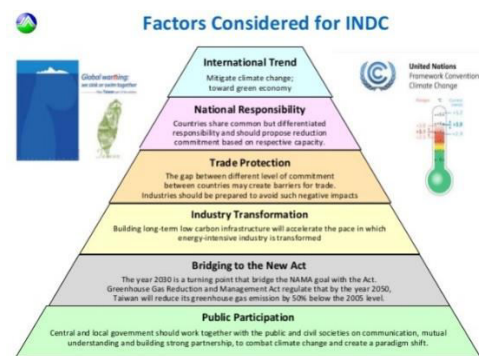 Factors Considered for INDC
International Trend
Mitigate climate change;
toward green economy
Global warming:
we sink or swim together
United Nations
Framework Convention
Climate Change
National Responsibility
Countries share common but differentiated
responsibility and should propose reduction
commitment based on respective capacity.
Trade Protection
The gap between different level of commitment
between countries may create barriers for trade.
Industries should be prepared to avoid such negative impacts
Industry Transformation
Building long-term low carbon infrastructure will accelerate the pace in which
energy-intensive industry is transformed
Bridging to the New Act
The year 2030 is a turning point that bridge the NAMA goal with the Act.
Greenhouse Gas Reduction and Management Act regulate that by the year 2050,
Taiwan will reduce its greenhouse gas emission by 50% below the 2005 level.
Public Participation
Central and local government should work together with the public and civil societies on communication, mutual
understanding and building strong partnership, to combat climate change and create a paradigm shift.